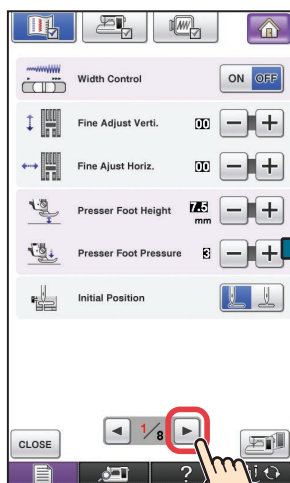 Width Control ON OFF
Fine Adjust Verti. 00 − +
Fine Ajust Horiz. 00 − +
Presser Foot Height 7.5 mm − +
Presser Foot Pressure 3 − +
Initial Position
CLOSE 1/8
?